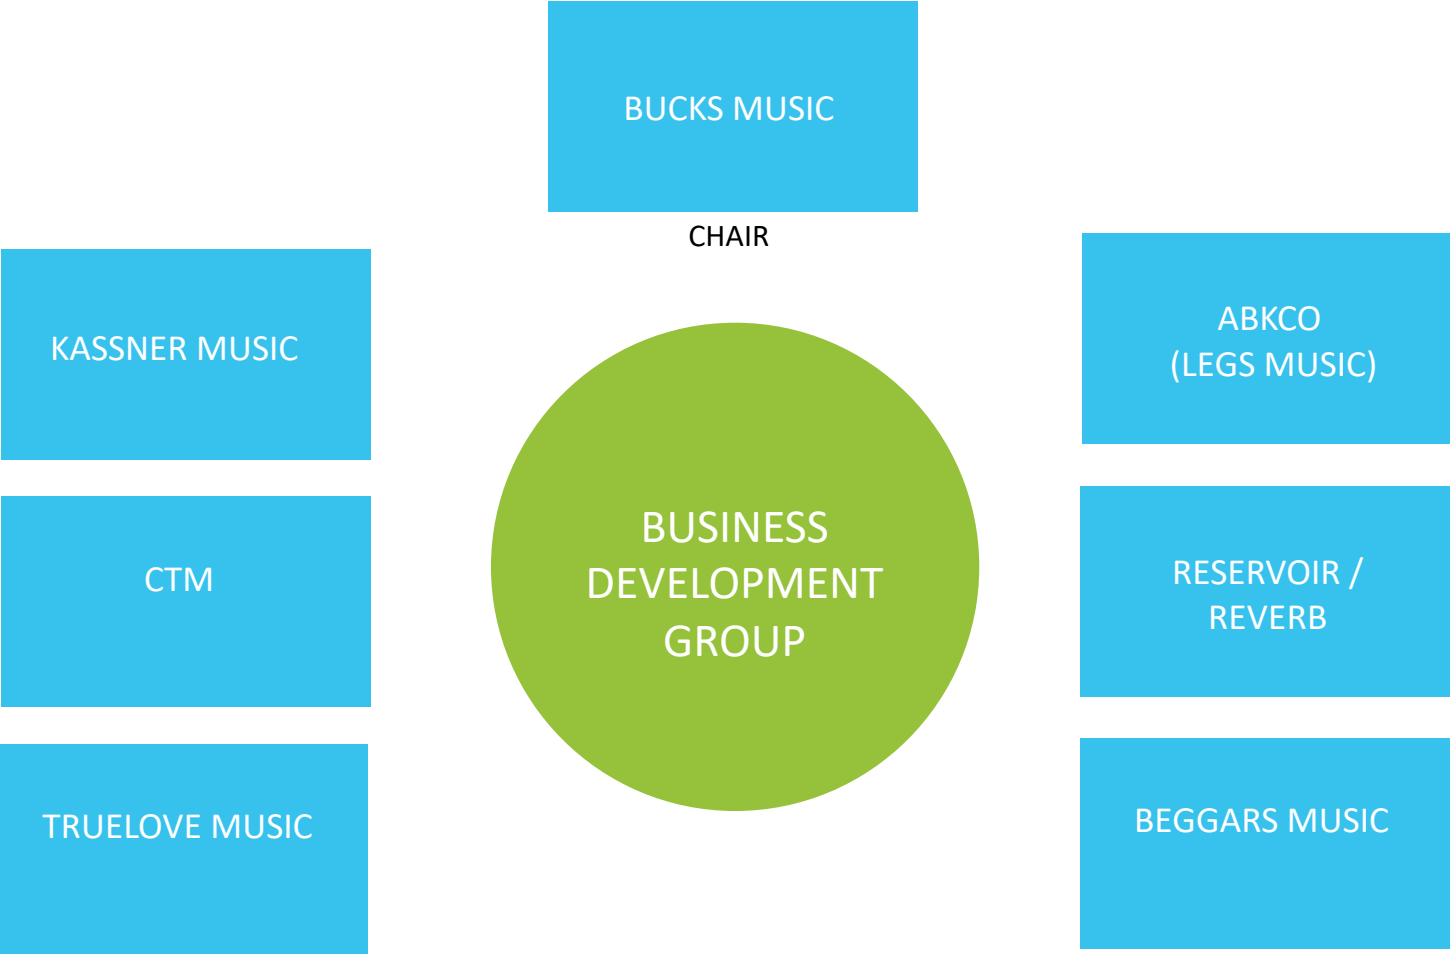 BUCKS MUSIC
CHAIR
KASSNER MUSIC
ABKCO
(LEGS MUSIC)
CTM
BUSINESS
DEVELOPMENT
GROUP
RESERVOIR /
REVERB
TRUELOVE MUSIC
BEGGARS MUSIC